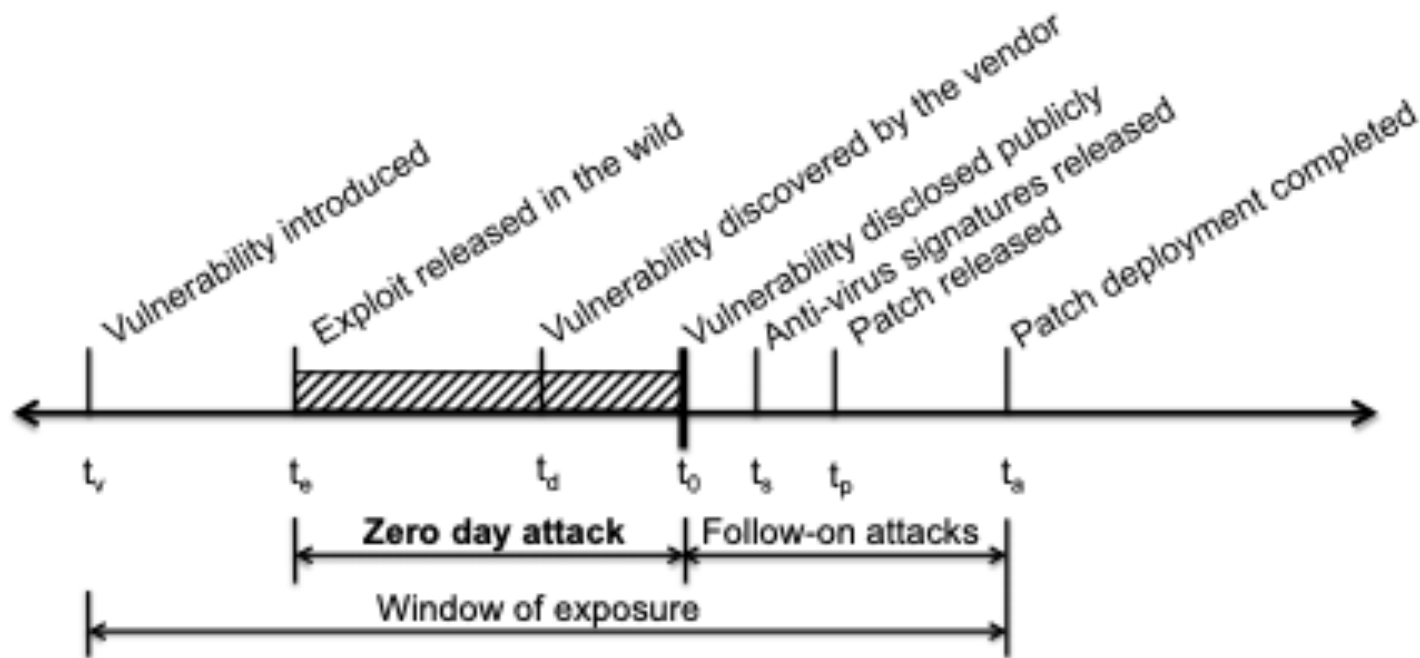 Vulnerability introduced
Exploit released in the wild
Vulnerability discovered by the vendor
Vulnerability disclosed publicly
Anti-virus signatures released
Patch released
Patch deployment completed
tv te td t0 ts tp ta
Zero day attack Follow-on attacks
Window of exposure